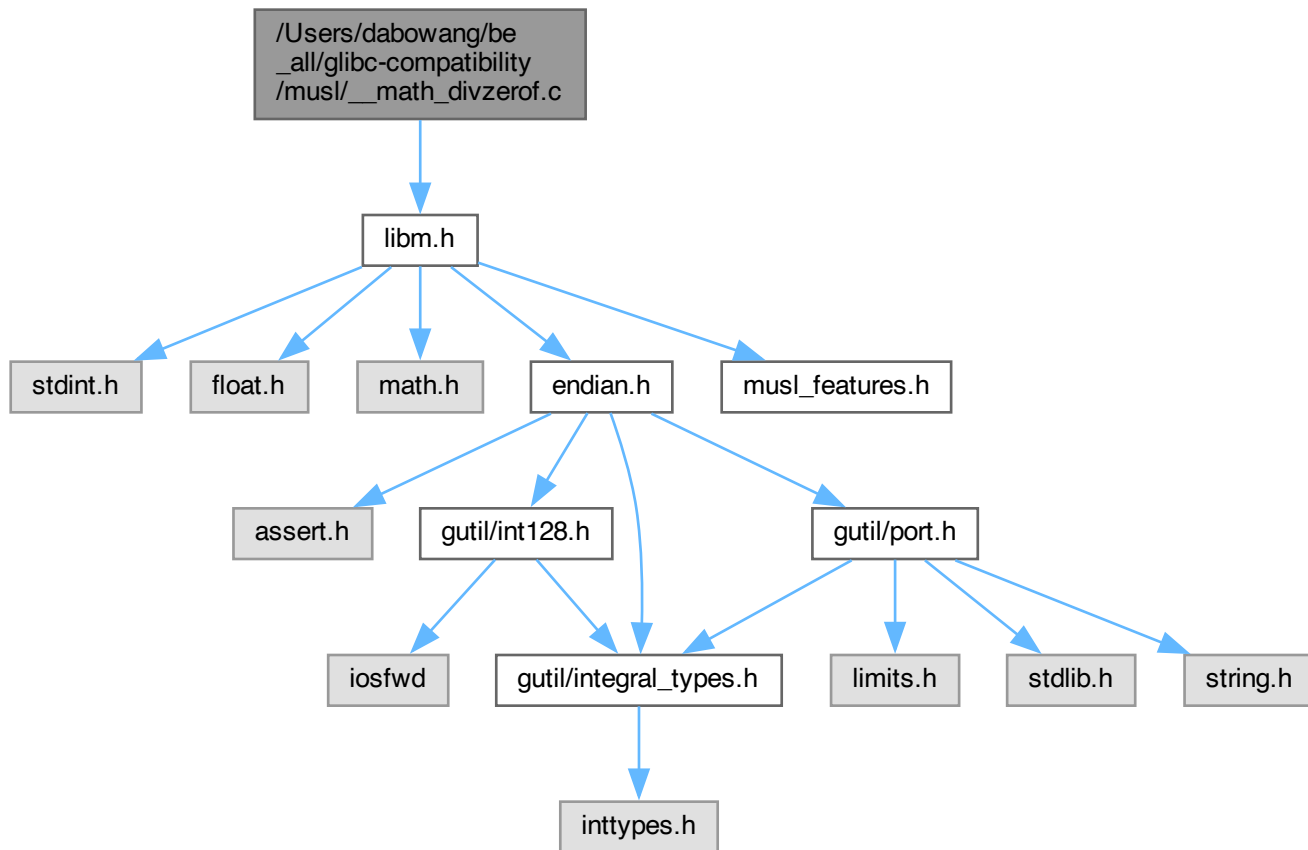 /Users/dabowang/be
_all/glibc-compatibility
/musl/__math_divzerof.c
libm.h
stdint.h
float.h
math.h
endian.h
musl_features.h
assert.h
gutil/int128.h
gutil/port.h
iosfwd
gutil/integral_types.h
limits.h
stdlib.h
string.h
inttypes.h